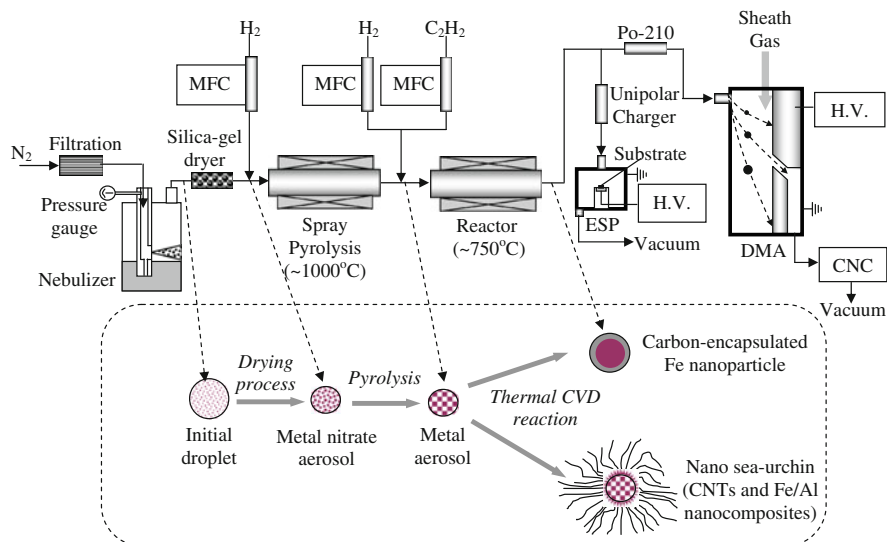 H2
H2
C2H2
Po-210
Sheath
Gas
MFC
MFC
MFC
Unipolar
Charger
H.V.
Filtration
Silica-gel
dryer
N2
Substrate
H.V.
Pressure
gauge
Spray
Pyrolysis
(~1000°C)
Reactor
(~750°C)
ESP
Vacuum
DMA
CNC
Nebulizer
Vacuum
Drying
process
Pyrolysis
Thermal CVD
reaction
Carbon-encapsulated
Fe nanoparticle
Initial
droplet
Metal nitrate
aerosol
Metal
aerosol
Nano sea-urchin
(CNTs and Fe/Al
nanocomposites)